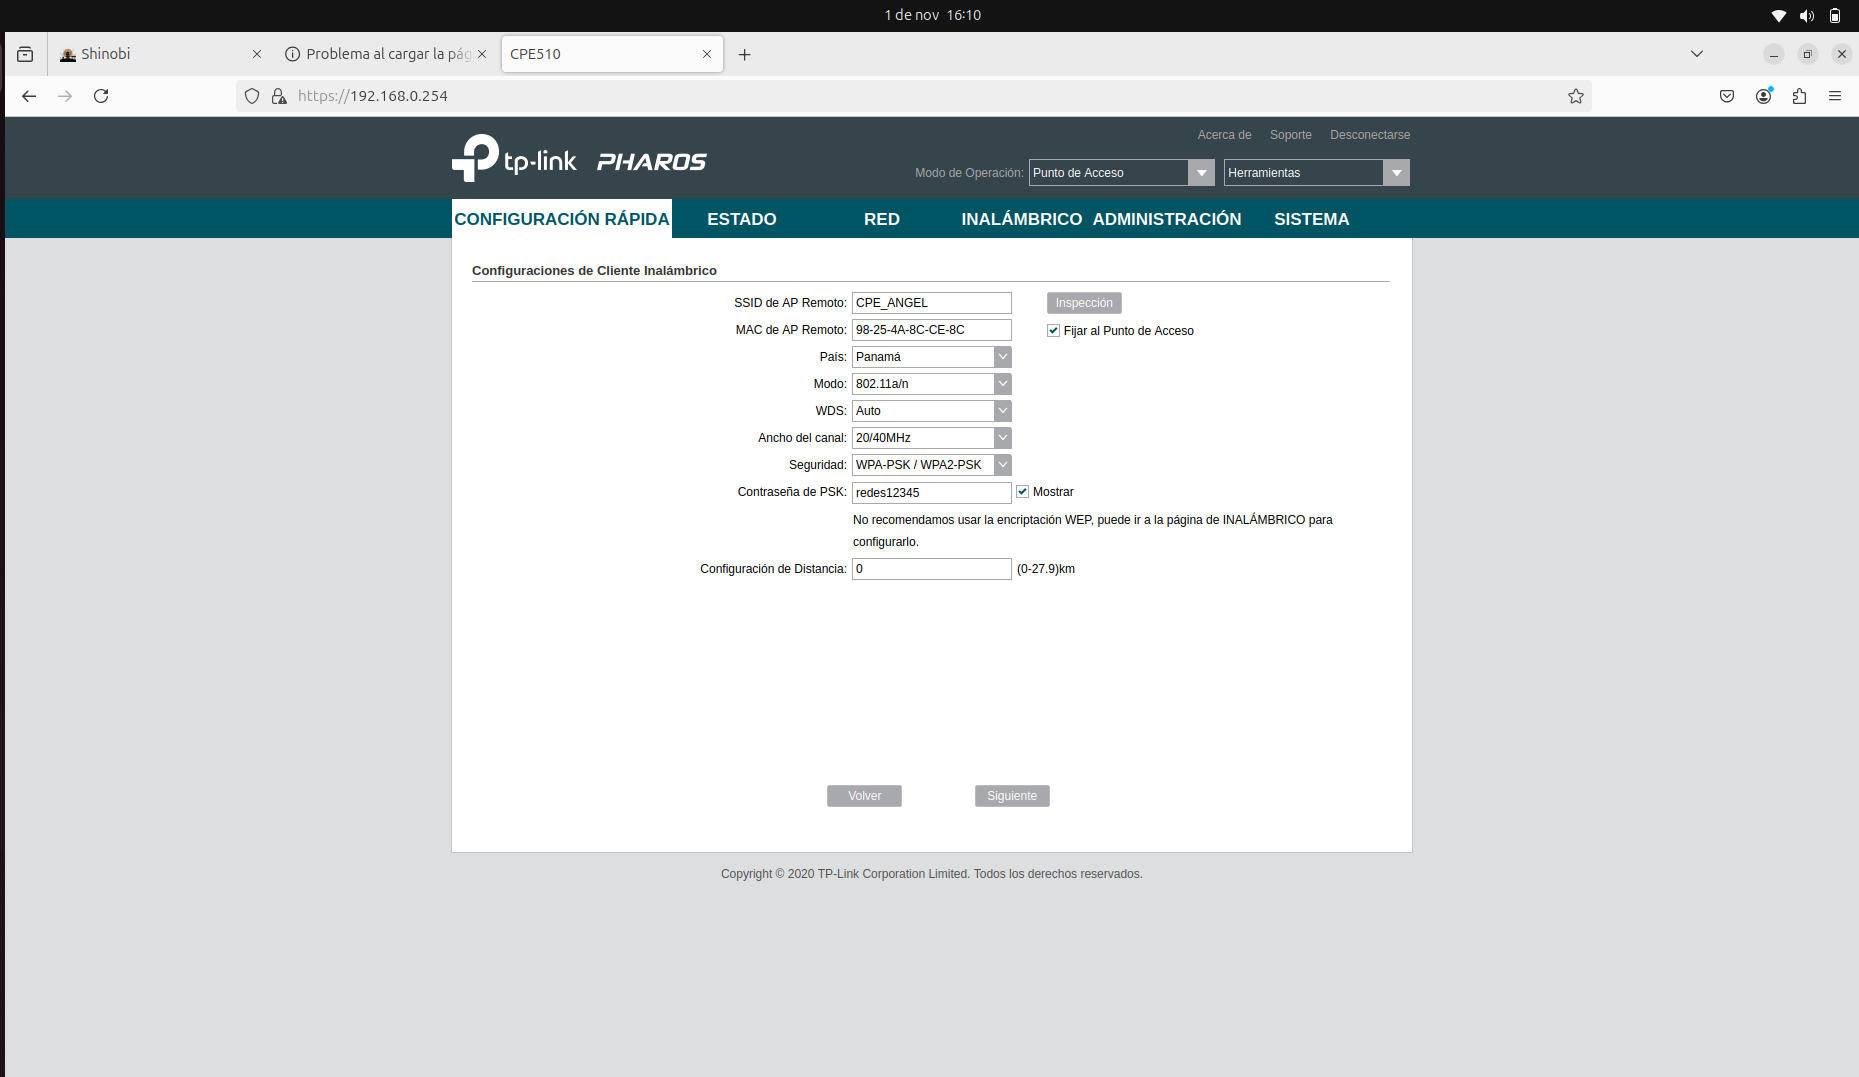 1 de nov 16:10
Shinobi
Problema al cargar la pág
CPE510
https://192.168.0.254
Acerca de Soporte Desconectarse
tp-link PHAROS
Modo de Operación: Punto de Acceso Herramientas
CONFIGURACIÓN RÁPIDA ESTADO RED INALÁMBRICO ADMINISTRACIÓN SISTEMA
Configuraciones de Cliente Inalámbrico
SSID de AP Remoto: CPE_ANGEL Inspección
MAC de AP Remoto: 98-25-4A-8C-CE-8C Fijar al Punto de Acceso
País: Panamá
Modo: 802.11a/n
WDS: Auto
Ancho del canal: 20/40MHz
Seguridad: WPA-PSK / WPA2-PSK
Contraseña de PSK: redes12345 Mostrar
No recomendamos usar la encriptación WEP, puede ir a la página de INALÁMBRICO para
configurarlo.
Configuración de Distancia: 0 (0-27.9)km
Volver Siguiente
Copyright © 2020 TP-Link Corporation Limited. Todos los derechos reservados.